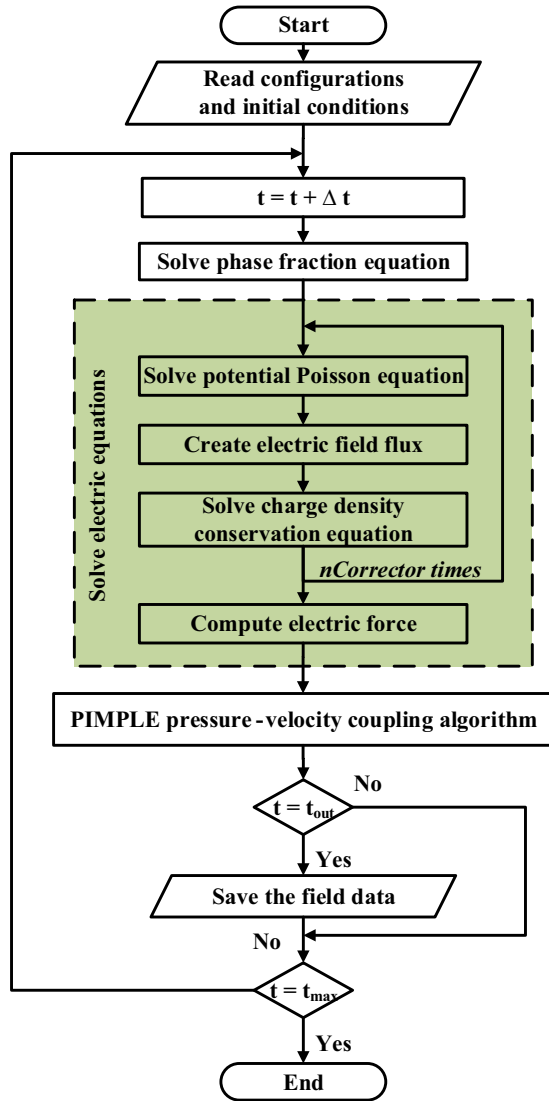 Start
Read configurations
and initial conditions
t = t + Δ t
Solve phase fraction equation
Solve electric equations
Solve potential Poisson equation
Create electric field flux
Solve charge density
conservation equation
nCorrector times
Compute electric force
PIMPLE pressure-velocity coupling algorithm
No
t = tout
Yes
Save the field data
No
t = tmax
Yes
End